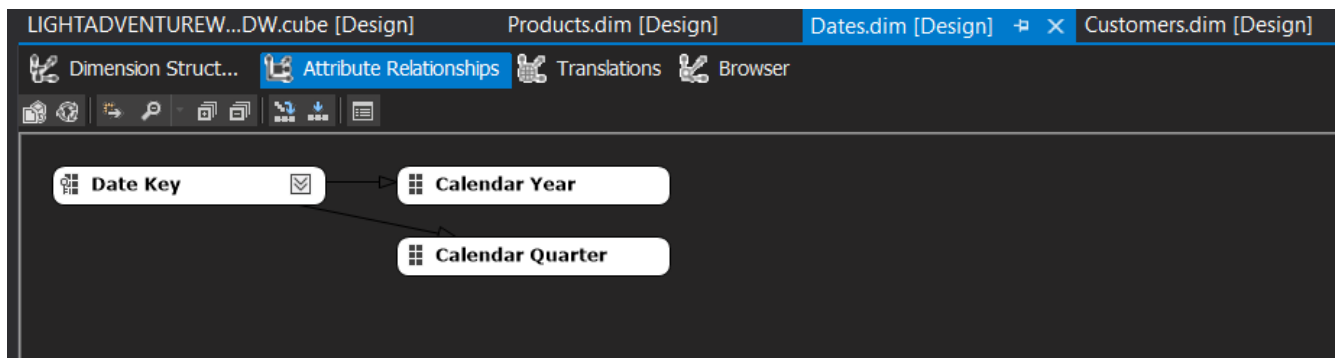 LIGHTADVENTUREW...DW.cube [Design] Products.dim [Design] Dates.dim [Design] Customers.dim [Design]
Dimension Struct... Attribute Relationships Translations Browser
Date Key Calendar Year
Calendar Quarter